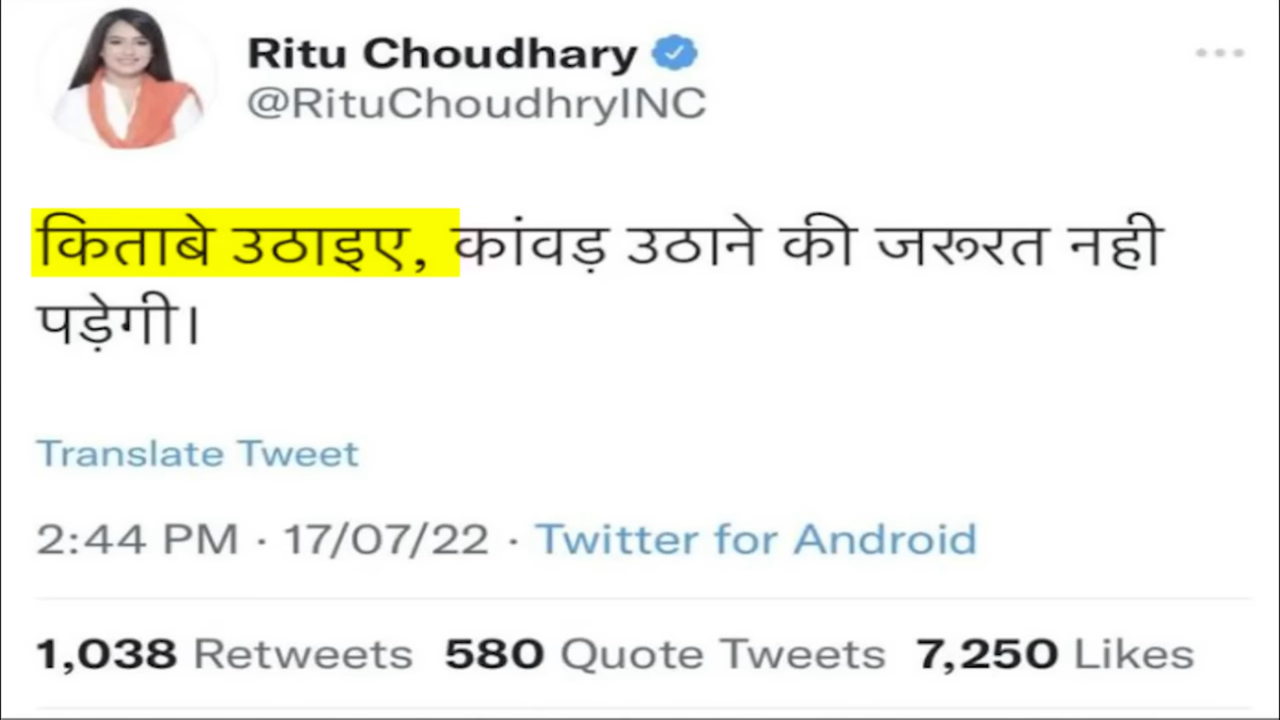 Ritu Choudhary
@RituChoudhryINC
किताबे उठाइए, कांवड़ उठाने की जरूरत नही
पड़ेगी।
Translate Tweet
2:44 PM · 17/07/22 · Twitter for Android
1,038 Retweets 580 Quote Tweets 7,250 Likes